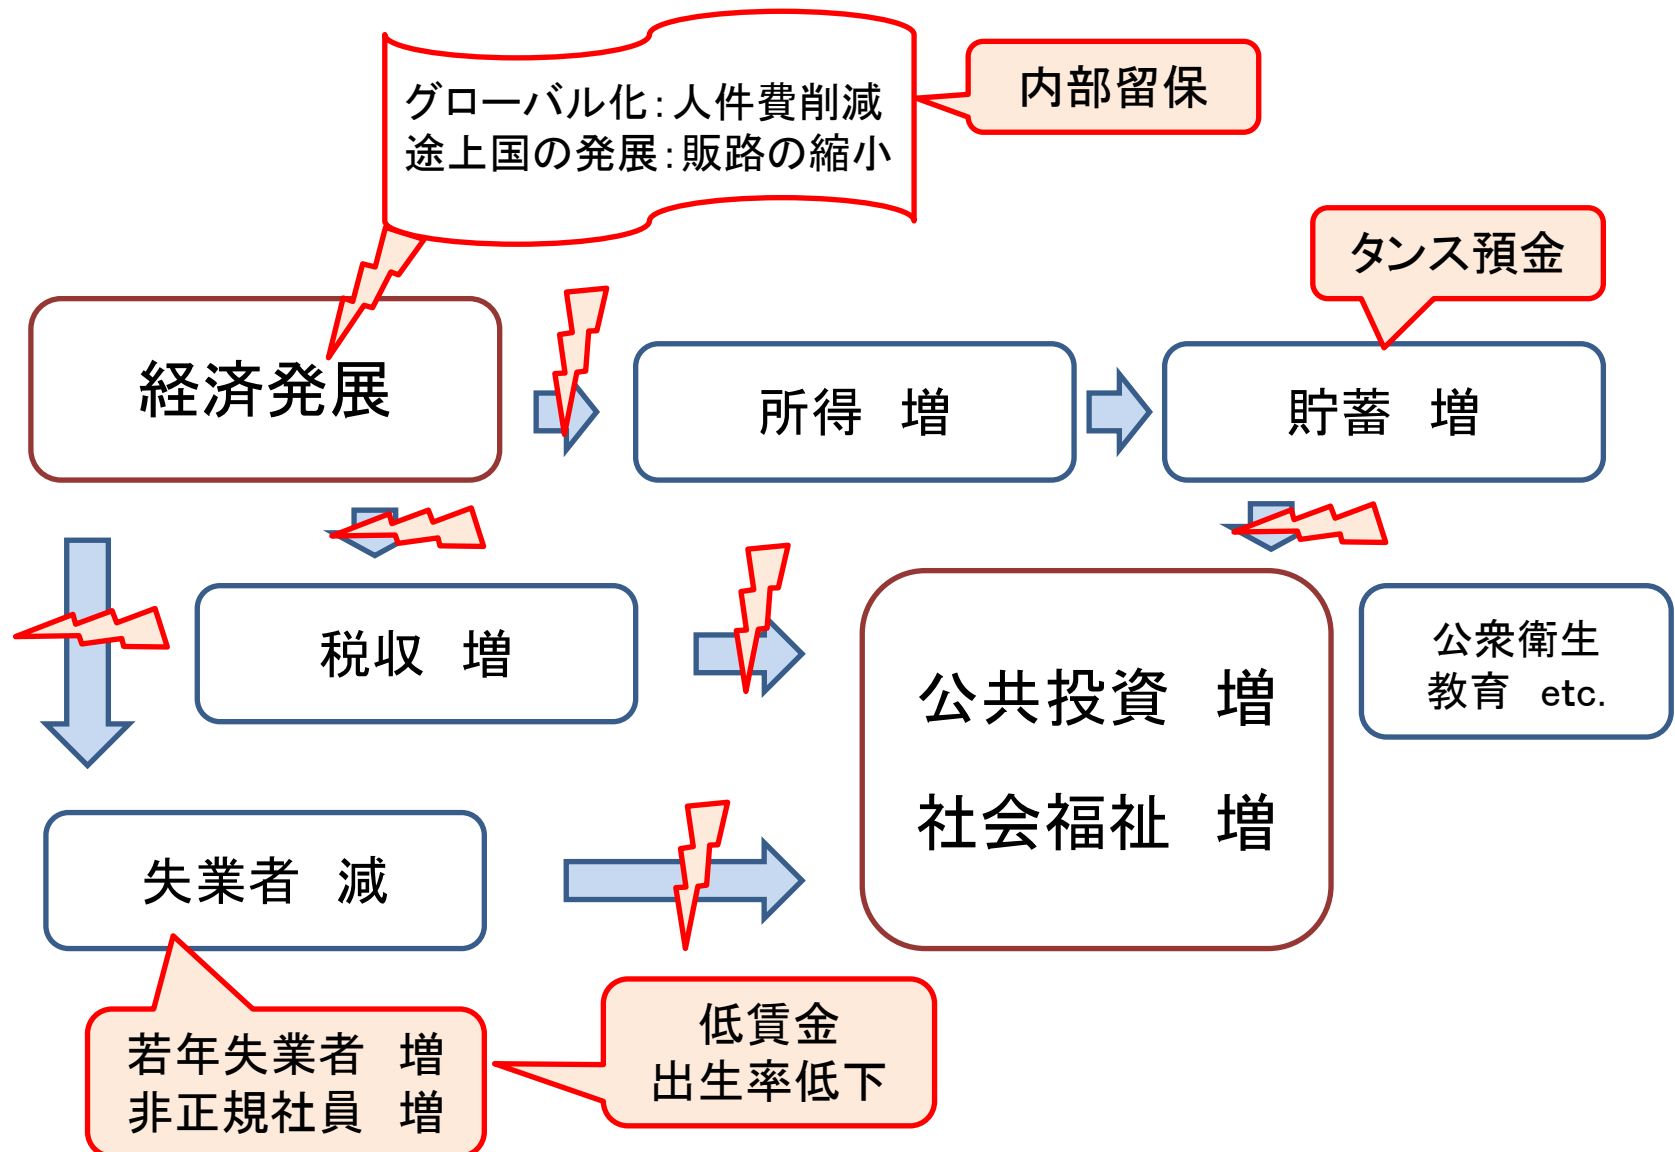 グローバル化：人件費削減
途上国の発展：販路の縮小
内部留保
タンス預金
経済発展
所得　増
貯蓄　増
税収　増
公共投資　増
社会福祉　増
公衆衛生
教育　etc.
失業者　減
若年失業者　増
非正規社員　増
低賃金
出生率低下